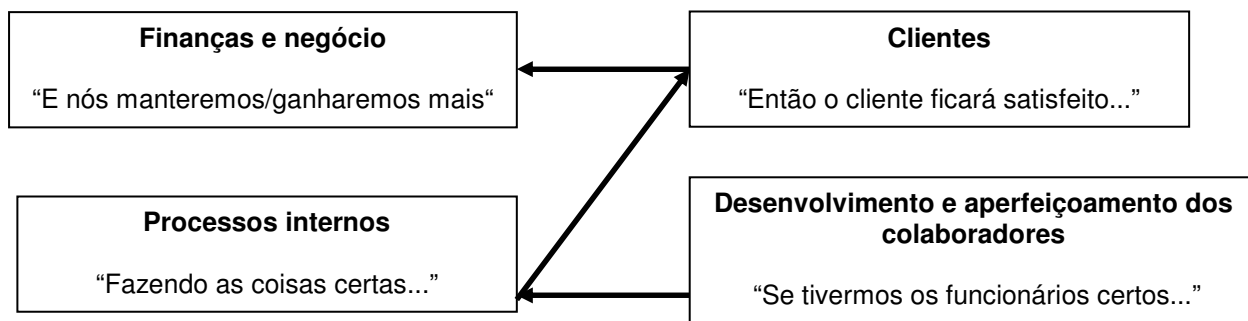 Finanças e negócio
“E nós manteremos/ganharemos mais“
Clientes
“Então o cliente ficará satisfeito...”
Processos internos
“Fazendo as coisas certas...”
Desenvolvimento e aperfeiçoamento dos
colaboradores
“Se tivermos os funcionários certos...”